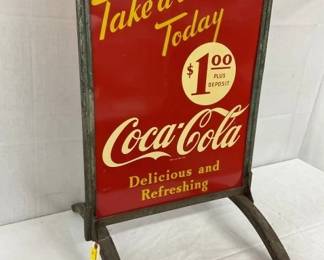 Take a
Today
$1.00
PLUS
DEPOSIT
Coca-Cola
Delicious and
Refreshing